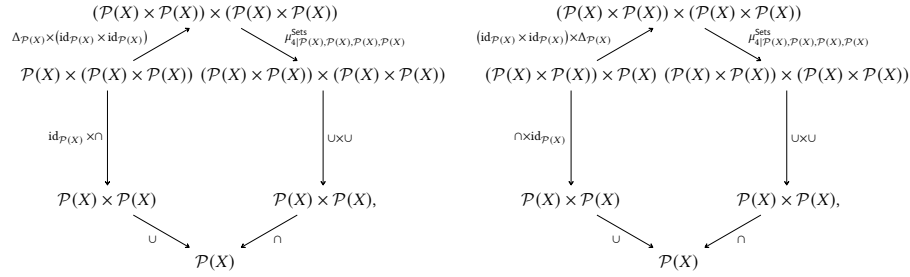 (𝒫(X) × 𝒫(X)) × (𝒫(X) × 𝒫(X)) (𝒫(X) × 𝒫(X)) × (𝒫(X) × 𝒫(X))
Δ_{𝒫(X)}×(id_{𝒫(X)} × id_{𝒫(X)}) μ^{Sets}_{4|𝒫(X),𝒫(X),𝒫(X),𝒫(X)} (id_{𝒫(X)} × id_{𝒫(X)})×Δ_{𝒫(X)} μ^{Sets}_{4|𝒫(X),𝒫(X),𝒫(X),𝒫(X)}
𝒫(X) × (𝒫(X) × 𝒫(X)) (𝒫(X) × 𝒫(X)) × (𝒫(X) × 𝒫(X)) (𝒫(X) × 𝒫(X)) × 𝒫(X) (𝒫(X) × 𝒫(X)) × (𝒫(X) × 𝒫(X))
id_{𝒫(X)} ×∩ ∪×∪ ∩×id_{𝒫(X)} ∪×∪
𝒫(X) × 𝒫(X) 𝒫(X) × 𝒫(X), 𝒫(X) × 𝒫(X) 𝒫(X) × 𝒫(X),
∪ ∩ ∪ ∩
𝒫(X) 𝒫(X)